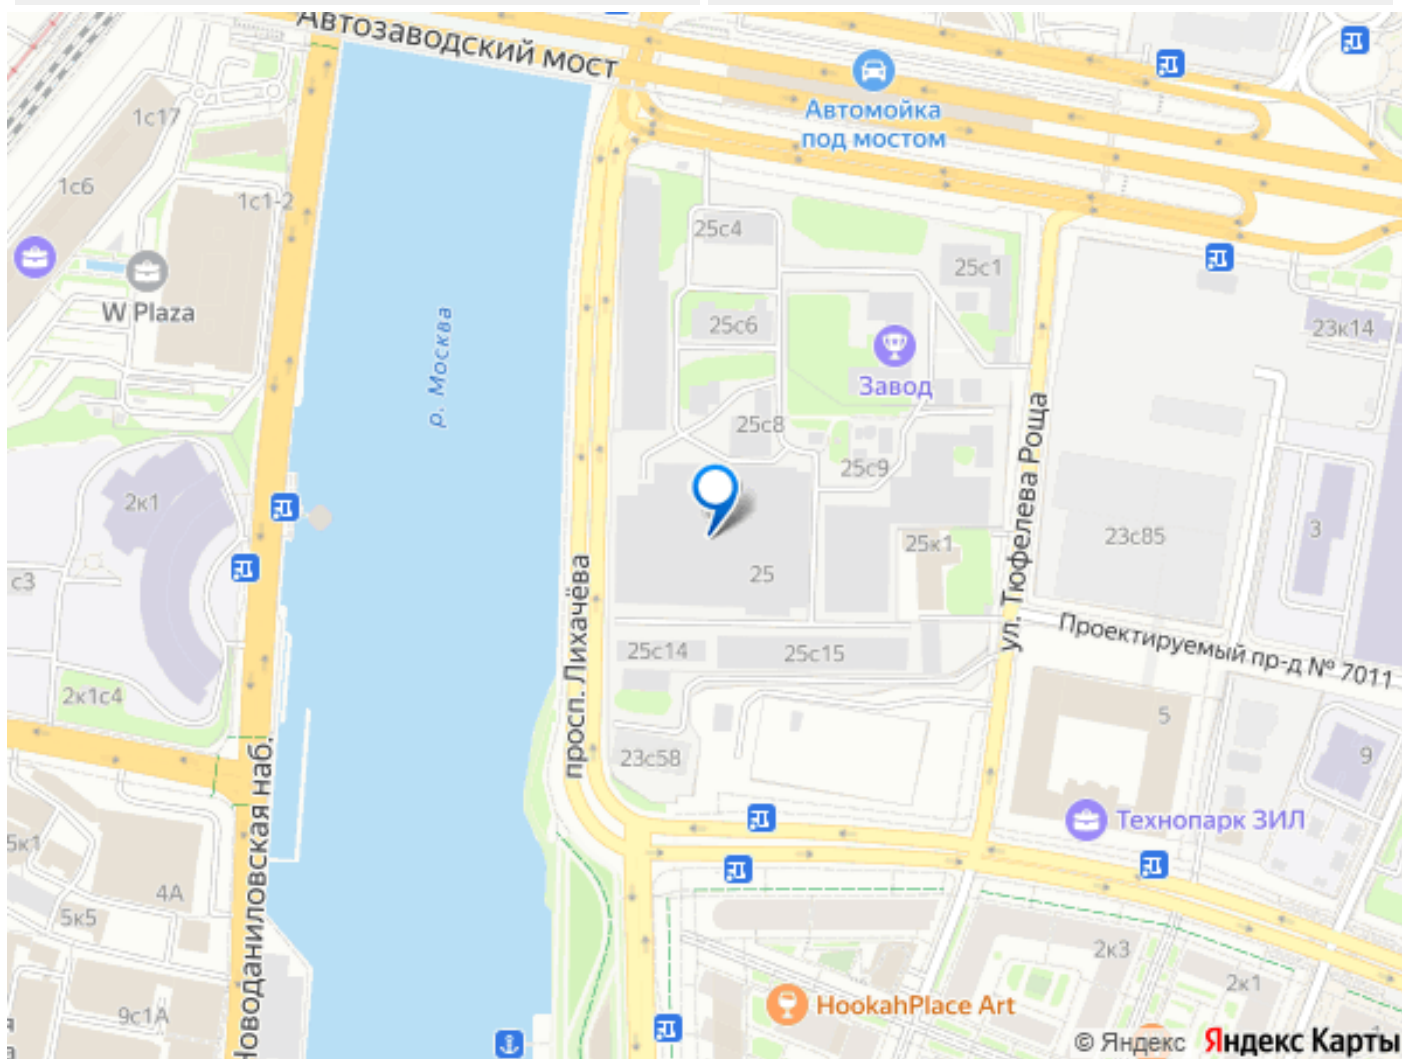 Автозаводский мост
1с17
Автомойка
под мостом
1с6
1с1-2
25с4
25с1
W Plaza
р. Москва
25с6
23к14
Завод
25с8
25с9
ул. Тюфелева Роща
2к1
25к1
23с85
3
с3
25
просп. Лихачёва
Проектируемый пр-д № 7011
25с14
25с15
2к1с4
5
23с58
9
Новоданиловская наб.
Технопарк ЗИЛ
5к1
4А
5к5
2к3
2к1
9с1А
HookahPlace Art
© Яндекс Яндекс Карты